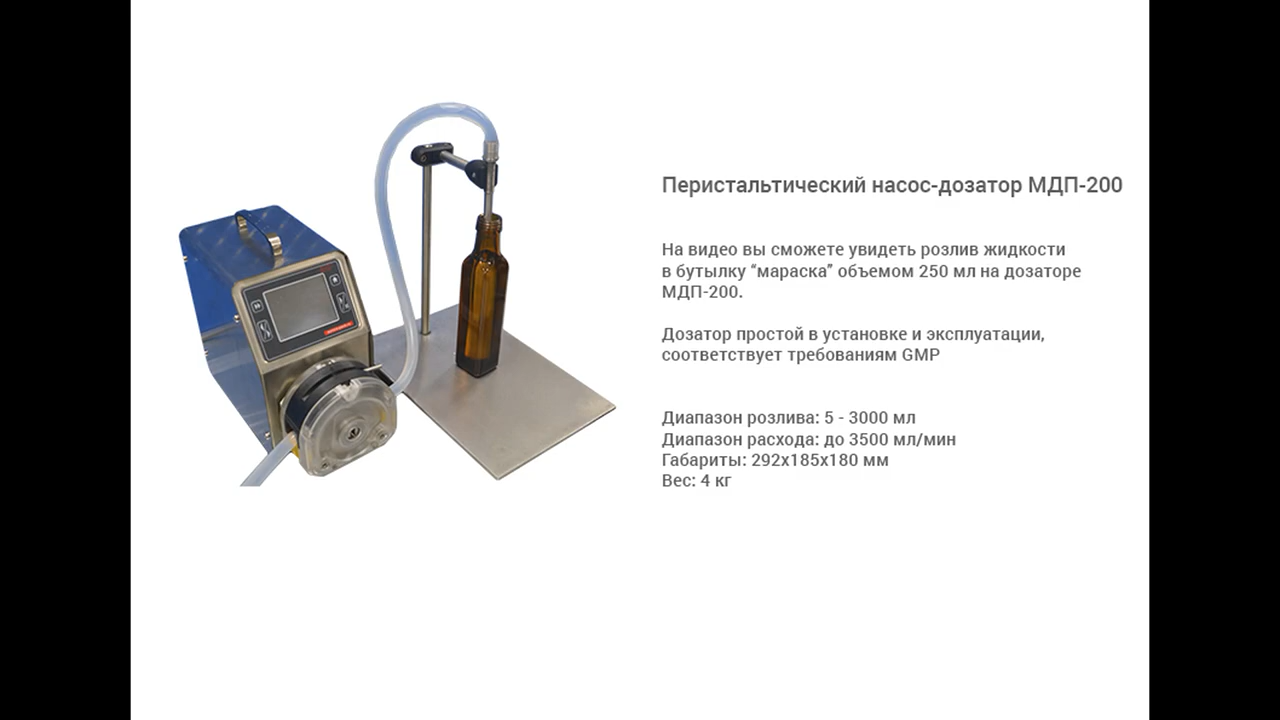 Перистальтический насос-дозатор МДП-200
На видео вы сможете увидеть розлив жидкости
в бутылку “мараска” объемом 250 мл на дозаторе
МДП-200.
Дозатор простой в установке и эксплуатации,
соответствует требованиям GMP
Диапазон розлива: 5 - 3000 мл
Диапазон расхода: до 3500 мл/мин
Габариты: 292х185х180 мм
Вес: 4 кг